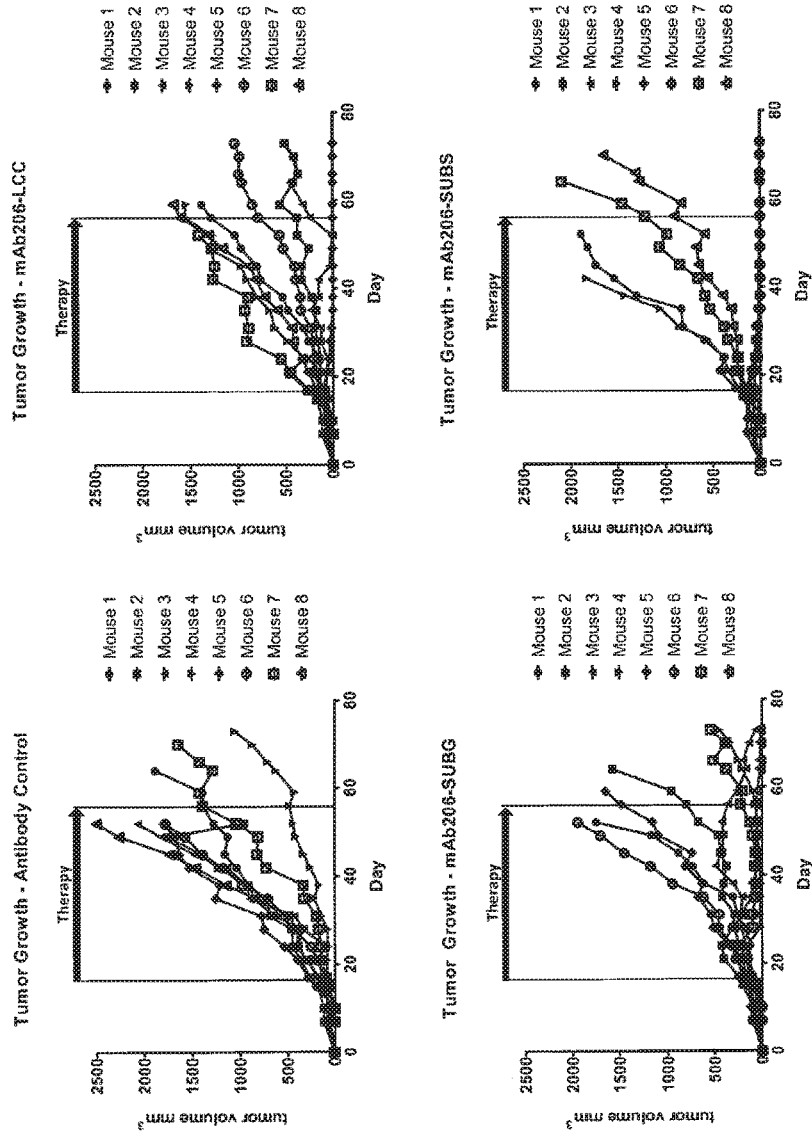 Tumor Growth - Antibody Control
Therapy
tumor volume mm3
2500
2000
1500
1000
500
0
20
40
60
80
Day
Mouse 1
Mouse 2
Mouse 3
Mouse 4
Mouse 5
Mouse 6
Mouse 7
Mouse 8
Tumor Growth - mAb206-LCC
Therapy
tumor volume mm3
2500
2000
1500
1000
500
0
20
40
60
80
Day
Mouse 1
Mouse 2
Mouse 3
Mouse 4
Mouse 5
Mouse 6
Mouse 7
Mouse 8
Tumor Growth - mAb206-SUBG
Therapy
tumor volume mm3
2500
2000
1500
1000
500
0
20
40
60
80
Day
Mouse 1
Mouse 2
Mouse 3
Mouse 4
Mouse 5
Mouse 6
Mouse 7
Mouse 8
Tumor Growth - mAb206-SUBS
Therapy
tumor volume mm3
2500
2000
1500
1000
500
0
20
40
60
80
Day
Mouse 1
Mouse 2
Mouse 3
Mouse 4
Mouse 5
Mouse 6
Mouse 7
Mouse 8